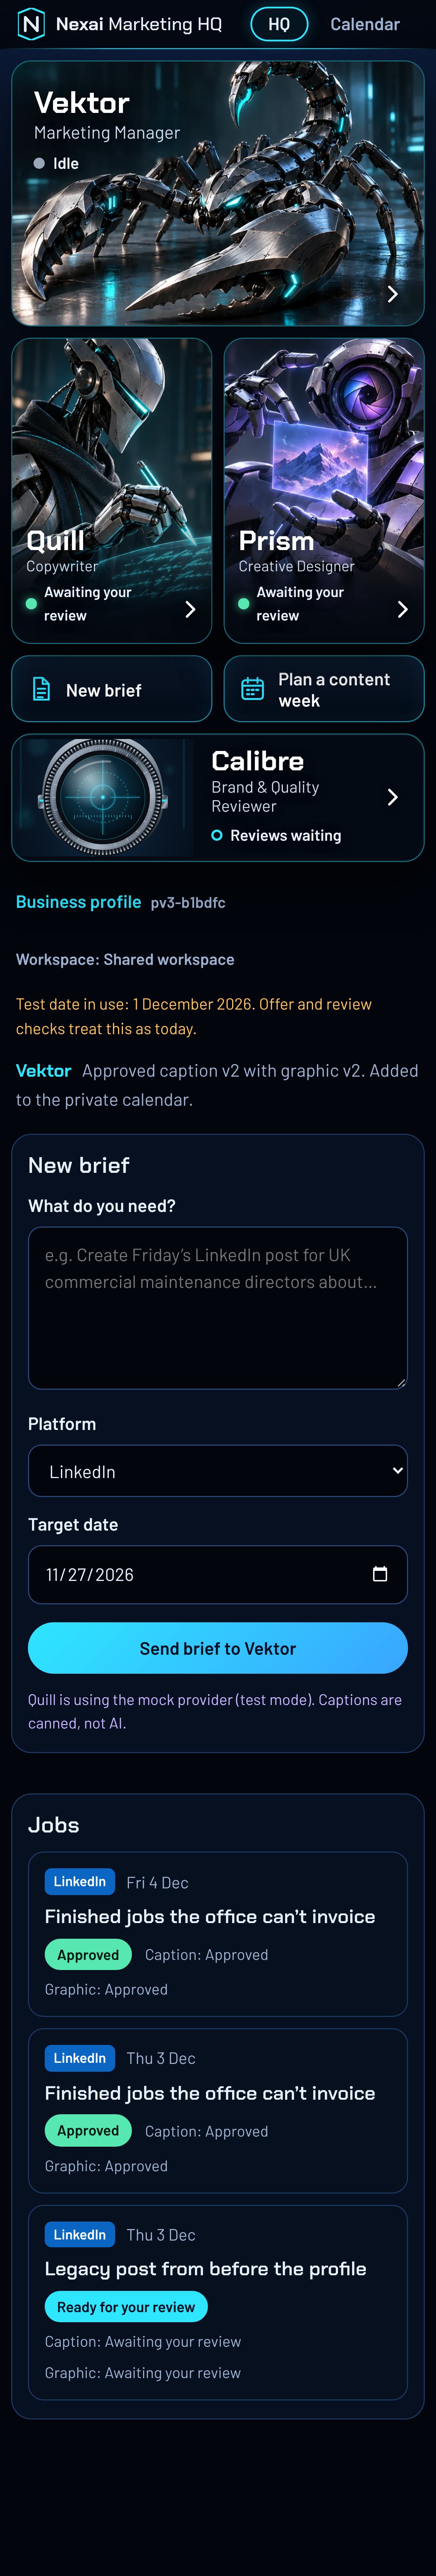 Nexai Marketing HQ
HQ
Calendar
Vektor
Marketing Manager
Idle
Quill
Copywriter
Awaiting your
review
Prism
Creative Designer
Awaiting your
review
New brief
Plan a content
week
Calibre
Brand & Quality
Reviewer
Reviews waiting
Business profile pv3-b1bdfc
Workspace: Shared workspace
Test date in use: 1 December 2026. Offer and review
checks treat this as today.
Vektor Approved caption v2 with graphic v2. Added
to the private calendar.
New brief
What do you need?
e.g. Create Friday’s LinkedIn post for UK
commercial maintenance directors about…
Platform
LinkedIn
Target date
11/27/2026
Send brief to Vektor
Quill is using the mock provider (test mode). Captions are
canned, not AI.
Jobs
LinkedIn Fri 4 Dec
Finished jobs the office can’t invoice
Approved Caption: Approved
Graphic: Approved
LinkedIn Thu 3 Dec
Finished jobs the office can’t invoice
Approved Caption: Approved
Graphic: Approved
LinkedIn Thu 3 Dec
Legacy post from before the profile
Ready for your review
Caption: Awaiting your review
Graphic: Awaiting your review